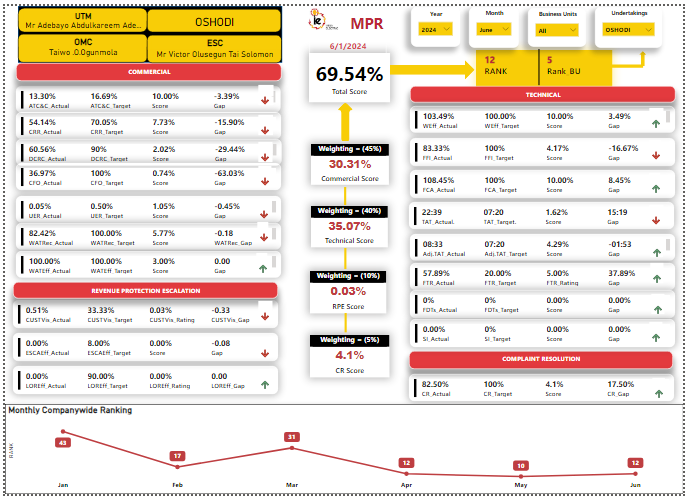 UTM
Mr Adebayo Abdulkareem Ade...
OSHODI
OMC
Taiwo .O.Ogunmola
ESC
Mr Victor Olusegun Tai Solomon
ie
MPR
6/1/2024
69.54%
Total Score
Year
2024
Month
June
Business Units
All
Undertakings
OSHODI
12
RANK
5
Rank_BU
COMMERCIAL
13.30% 16.69% 10.00% -3.39%
ATC&C_Actual ATC&C_Target Score Gap
54.14% 70.05% 7.73% -15.90%
CRR_Actual CRR_Target Score Gap
60.56% 90% 2.02% -29.44%
DCRC_Actual DCRC_Target Score Gap
36.97% 100% 0.74% -63.03%
CFO_Actual CFO_Target Score Gap
0.05% 0.50% 1.05% -0.45%
UER_Actual UER_Target Score Gap
82.42% 100.00% 5.77% -0.18
WATRec_Actual WATRec_Target Score WATRec_Gap
100.00% 100.00% 3.00% 0.00
WATEff_Actual WATEff_Target Score Gap
REVENUE PROTECTION ESCALATION
0.51% 33.33% 0.03% -0.33
CUSTVis_Actual CUSTVis_Target CUSTVis_Rating CUSTVis_Gap
0.00% 8.00% 0.00% -0.08
ESCAEff_Actual ESCAEff_Target Score Gap
0.00% 90.00% 0.00% 0.00
LOREff_Actual LOREff_Target LOREff_Rating LOREff_Gap
Weighting = (45%)
30.31%
Commercial Score
Weighting = (40%)
35.07%
Technical Score
Weighting = (10%)
0.03%
RPE Score
Weighting = (5%)
4.1%
CR Score
TECHNICAL
103.49% 100.00% 10.00% 3.49%
WEff_Actual WEff_Target Score Gap
83.33% 100% 4.17% -16.67%
FFI_Actual FFI_Target Score Gap
108.45% 100% 10.00% 8.45%
FCA_Actual FCA_Target Score Gap
22:39 07:20 1.62% 15:19
TAT_Actual. TAT_Target. Score Gap
08:33 07:20 4.29% -01:53
Adj.TAT_Actual Adj.TAT_Target Score Gap
57.89% 20.00% 5.00% 37.89%
FTR_Actual FTR_Target FTR_Rating FTR_Gap
0% 0% 0.00% 0.00%
FDTs_Actual FDTs_Target Score Gap
0.00% 0% 0.00% 0.00%
SI_Actual SI_Target Score Gap
COMPLAINT RESOLUTION
82.50% 100% 4.1% 17.50%
CR_Actual CR_Target Score CR_Gap
Monthly Companywide Ranking
RANK
43 17 31 12 10 12
Jan Feb Mar Apr May Jun